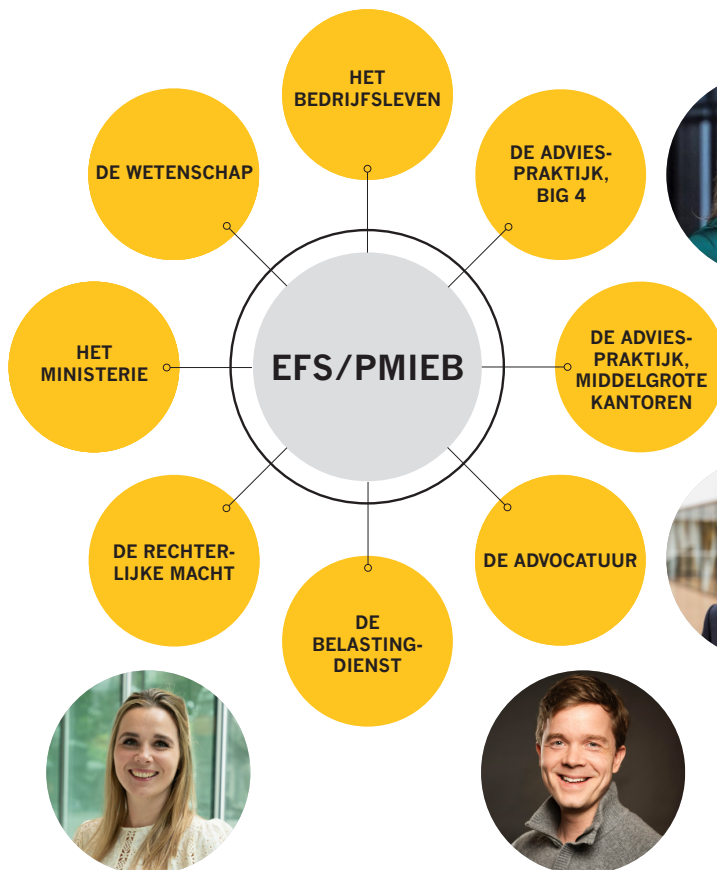 HET
BEDRIJFSLEVEN
DE WETENSCHAP
DE ADVIES-
PRAKTIJK,
BIG 4
HET
MINISTERIE
EFS/PMIEB
DE ADVIES-
PRAKTIJK,
MIDDELGROTE
KANTOREN
DE RECHTER-
LIJKE MACHT
DE ADVOCATUUR
DE
BELASTING-
DIENST